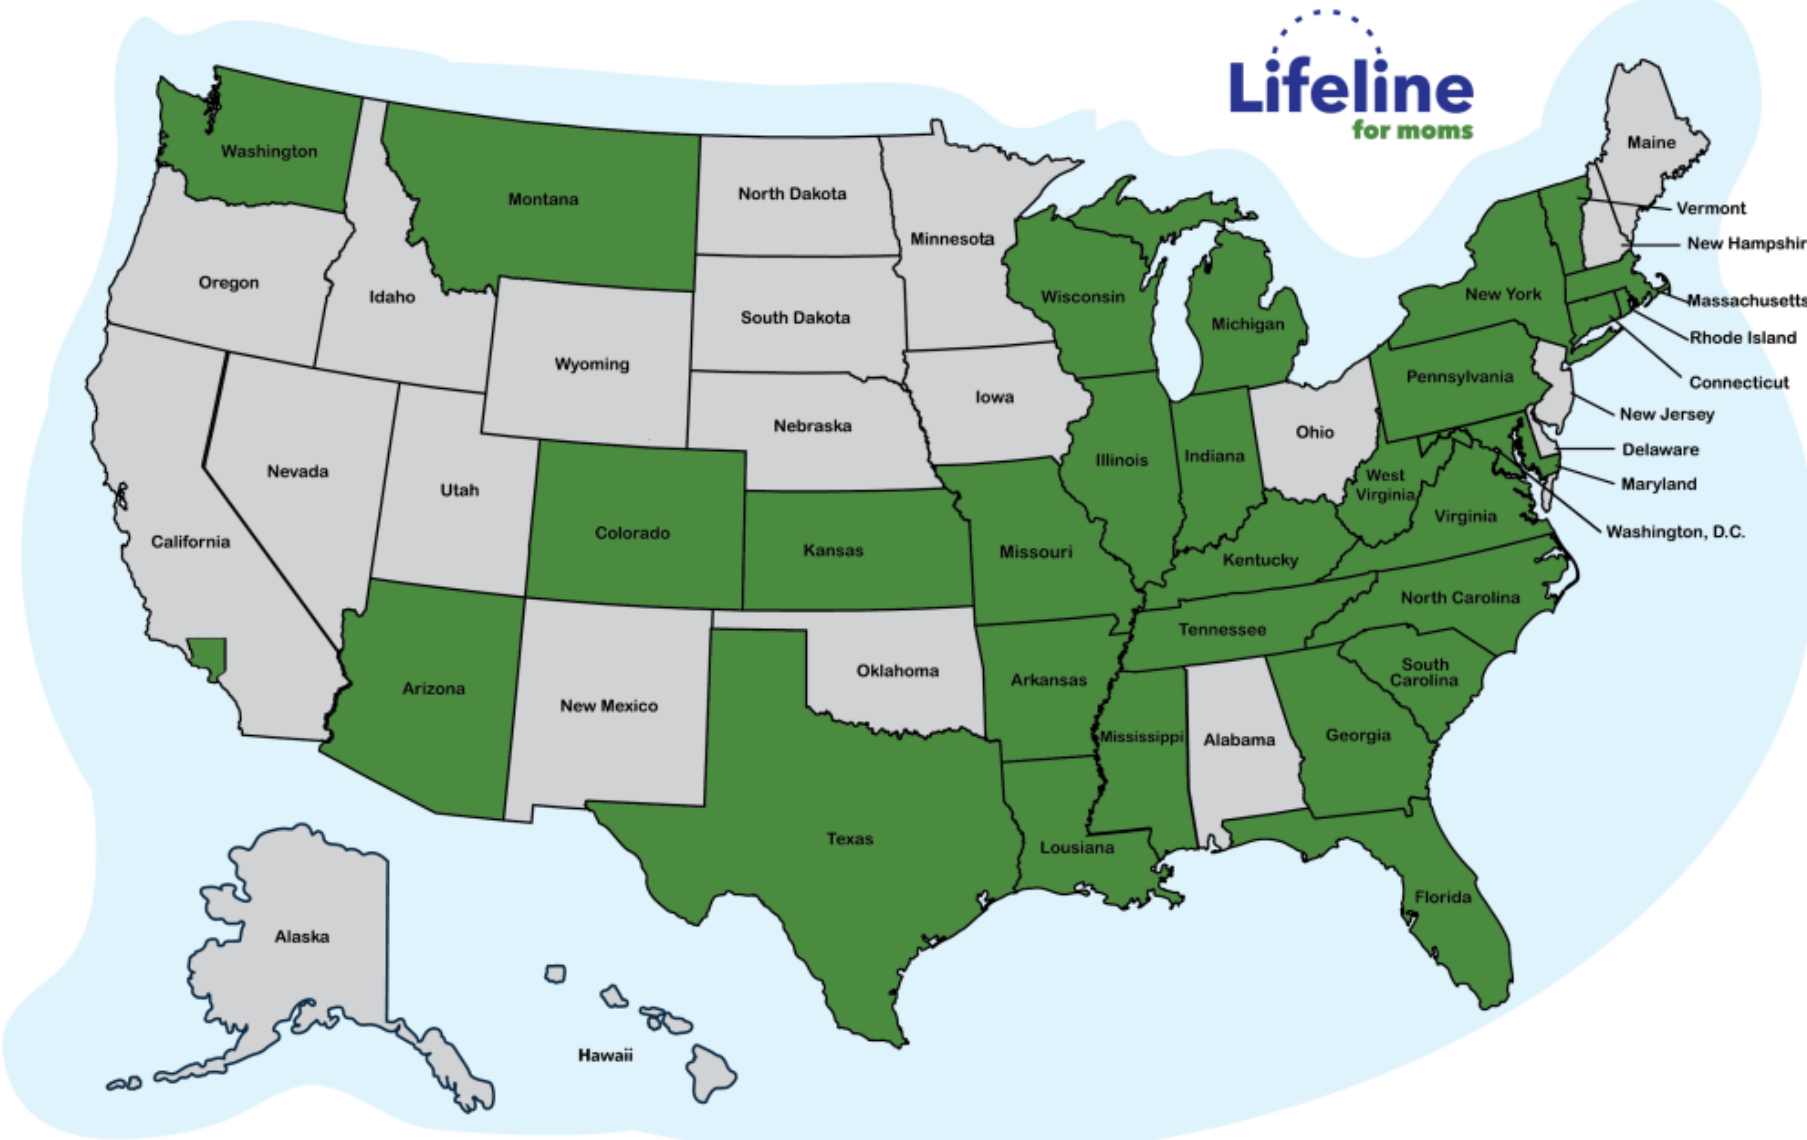 Lifeline
for moms
Washington
Montana
North Dakota
Minnesota
Maine
Vermont
New Hampshir
Oregon
Idaho
Wisconsin
Michigan
New York
Massachusetts
South Dakota
Rhode Island
Wyoming
Pennsylvania
Connecticut
Iowa
New Jersey
Nebraska
Ohio
Delaware
Nevada
Utah
Illinois
Indiana
West
Virginia
Maryland
Virginia
Washington, D.C.
California
Colorado
Kansas
Missouri
Kentucky
North Carolina
Tennessee
Arizona
New Mexico
Oklahoma
Arkansas
South
Carolina
Mississippi
Alabama
Georgia
Texas
Lousiana
Florida
Alaska
Hawaii